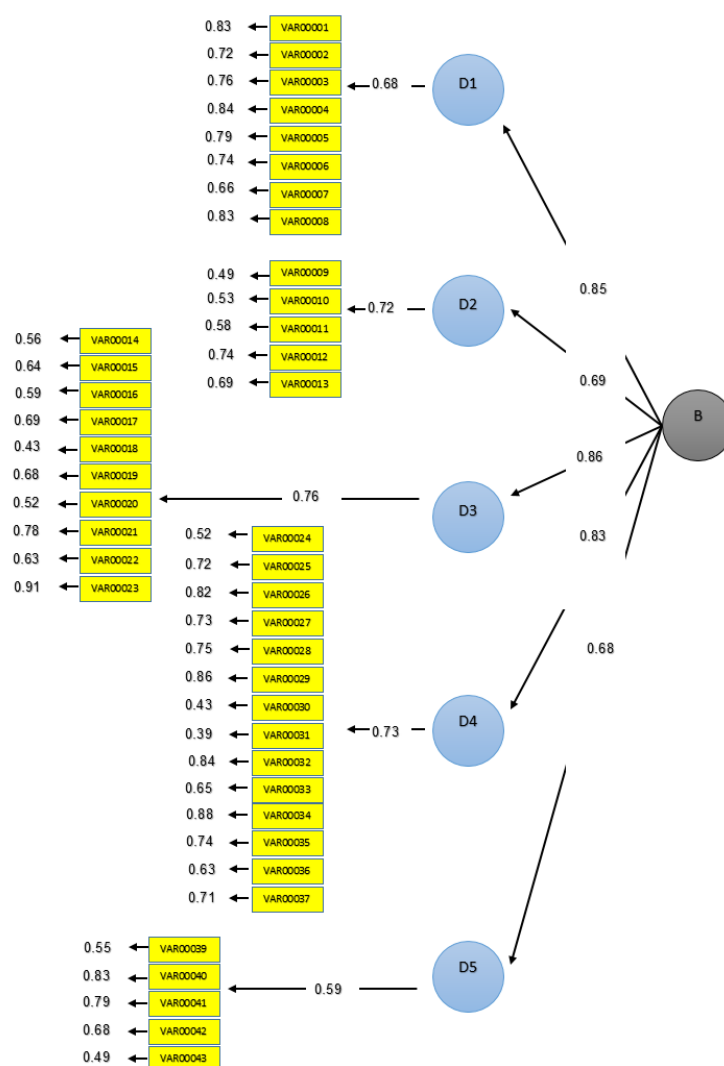 0.83 VAR00001
0.72 VAR00002
0.76 VAR00003
0.68 D1
0.84 VAR00004
0.79 VAR00005
0.74 VAR00006
0.66 VAR00007
0.83 VAR00008
0.85
0.49 VAR00009
0.53 VAR00010
0.72 D2
0.58 VAR00011
0.74 VAR00012
0.69 VAR00013
0.69
B
0.56 VAR00014
0.64 VAR00015
0.59 VAR00016
0.69 VAR00017
0.43 VAR00018
0.86
0.68 VAR00019
0.52 VAR00020
0.76 D3
0.78 VAR00021
0.63 VAR00022
0.91 VAR00023
0.83
0.52 VAR00024
0.72 VAR00025
0.82 VAR00026
0.73 VAR00027
0.75 VAR00028
0.68
0.86 VAR00029
0.43 VAR00030
0.39 VAR00031
0.73 D4
0.84 VAR00032
0.65 VAR00033
0.88 VAR00034
0.74 VAR00035
0.63 VAR00036
0.71 VAR00037
0.55 VAR00039
0.83 VAR00040
0.59 D5
0.79 VAR00041
0.68 VAR00042
0.49 VAR00043